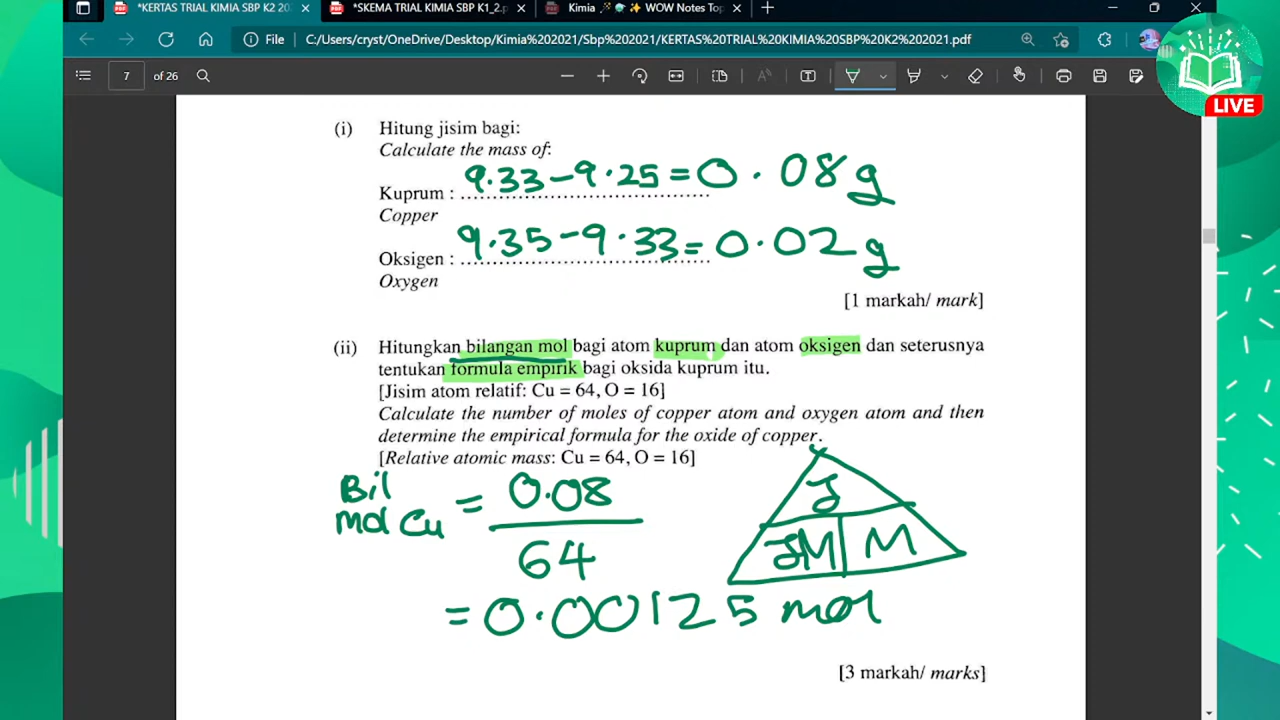 *KERTAS TRIAL KIMIA SBP K2 20
*SKEMA TRIAL KIMIA SBP K1_2.p
Kimia 🪄 🌏 ✨ WOW Notes Top
File C:/Users/cryst/OneDrive/Desktop/Kimia%202021/Sbp%202021/KERTAS%20TRIAL%20KIMIA%20SBP%20K2%202021.pdf
7 of 26
LIVE
(i) Hitung jisim bagi:
Calculate the mass of:
Kuprum : 9.33-9.25=0.08g
Copper
Oksigen : 9.35-9.33=0.02g
Oxygen
[1 markah/ mark]
(ii) Hitungkan bilangan mol bagi atom kuprum dan atom oksigen dan seterusnya
tentukan formula empirik bagi oksida kuprum itu.
[Jisim atom relatif: Cu = 64, O = 16]
Calculate the number of moles of copper atom and oxygen atom and then
determine the empirical formula for the oxide of copper.
[Relative atomic mass: Cu = 64, O = 16]
Bil
mol Cu = 0.08
64
= 0.00125 mol
J
JM M
[3 markah/ marks]